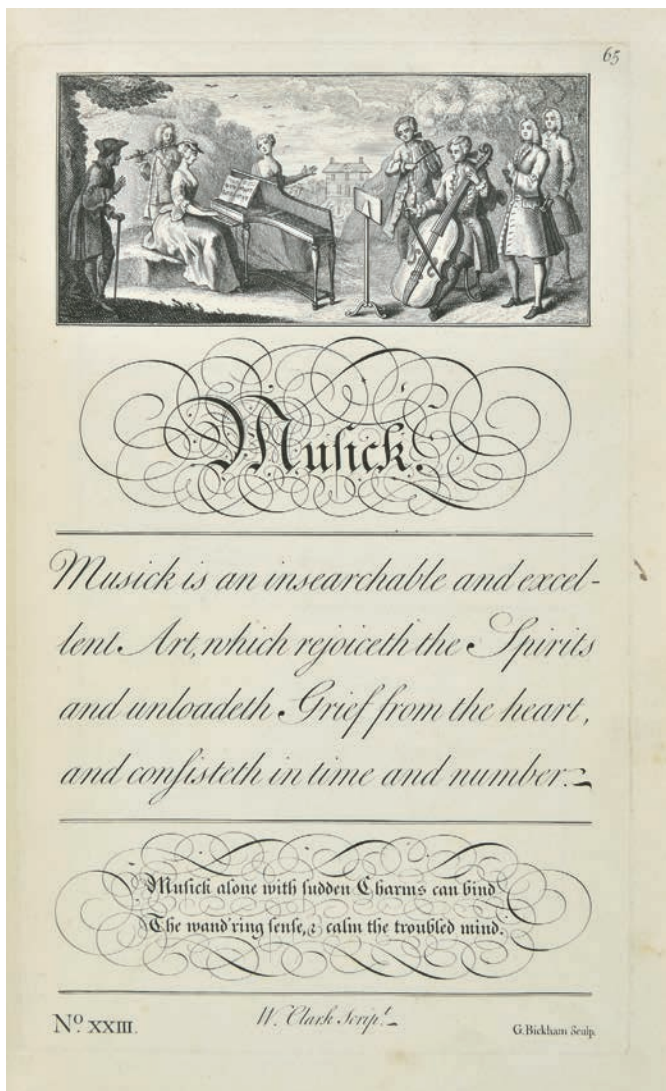 65
Muſick.
Musick is an insearchable and excel-
lent Art, which rejoiceth the Spirits
and unloadeth Grief from the heart,
and conſisteth in time and number.
Muſick alone with ſudden Charms can bind
The wand'ring ſenſe, & calm the troubled mind.
Nº. XXIII.
W. Clark Scrip.ᵗ
G. Bickham Sculp.